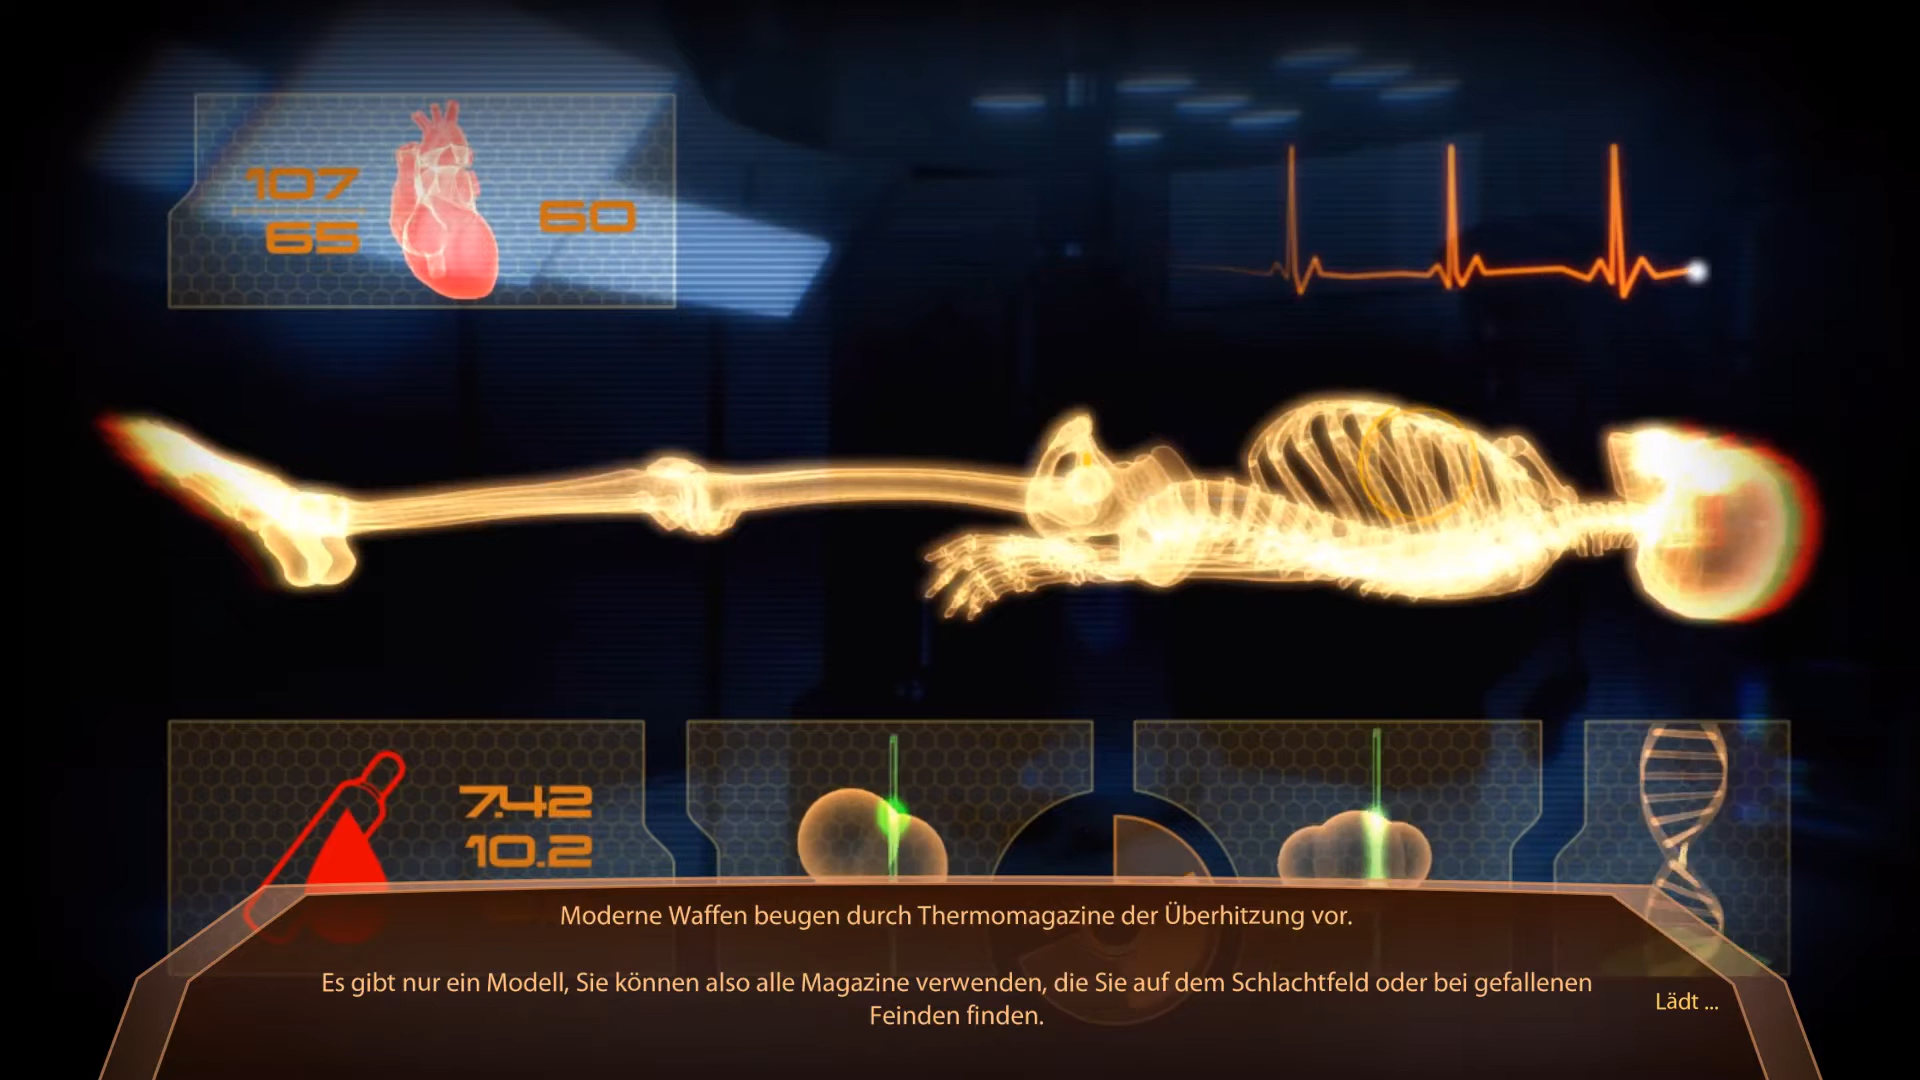 107
65
60
7.42
10.2
Moderne Waffen beugen durch Thermomagazine der Überhitzung vor.
Es gibt nur ein Modell, Sie können also alle Magazine verwenden, die Sie auf dem Schlachtfeld oder bei gefallenen
Feinden finden.
Lädt ...